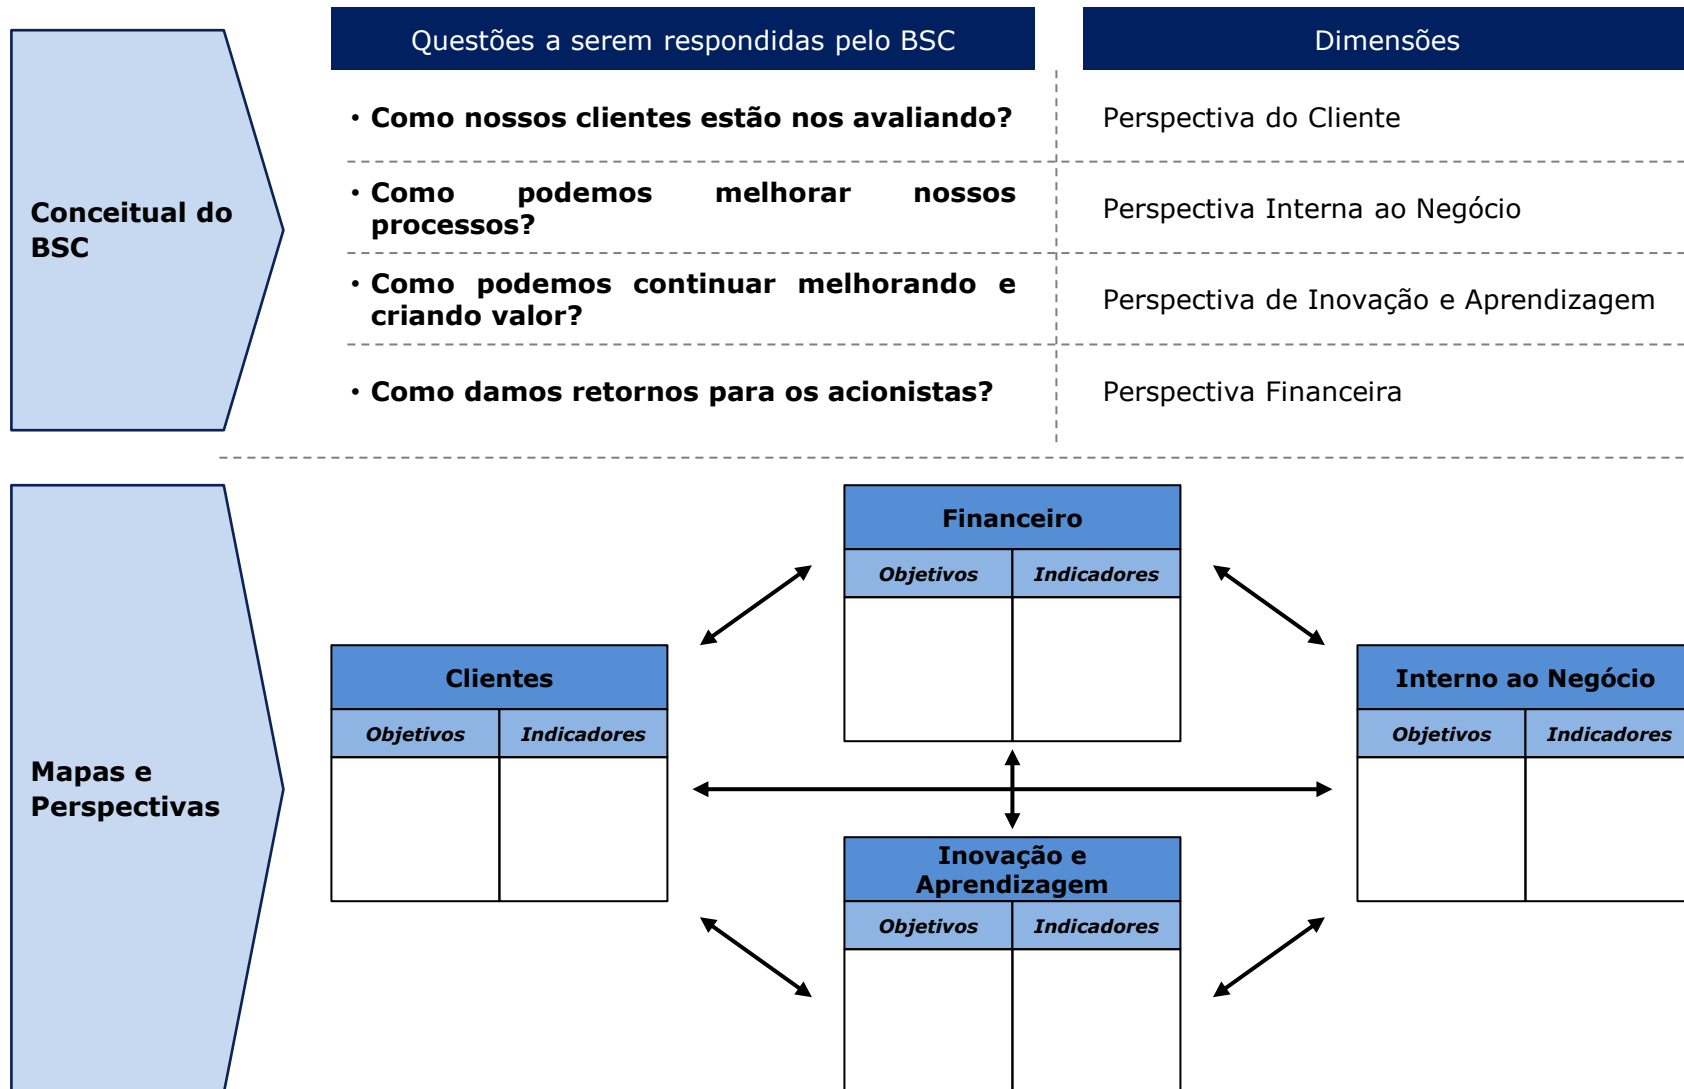 Questões a serem respondidas pelo BSC
Dimensões
Conceitual do
BSC
• Como nossos clientes estão nos avaliando?
Perspectiva do Cliente
• Como podemos melhorar nossos
processos?
Perspectiva Interna ao Negócio
• Como podemos continuar melhorando e
criando valor?
Perspectiva de Inovação e Aprendizagem
• Como damos retornos para os acionistas?
Perspectiva Financeira
Mapas e
Perspectivas
Financeiro
Objetivos
Indicadores
Clientes
Objetivos
Indicadores
Interno ao Negócio
Objetivos
Indicadores
Inovação e
Aprendizagem
Objetivos
Indicadores